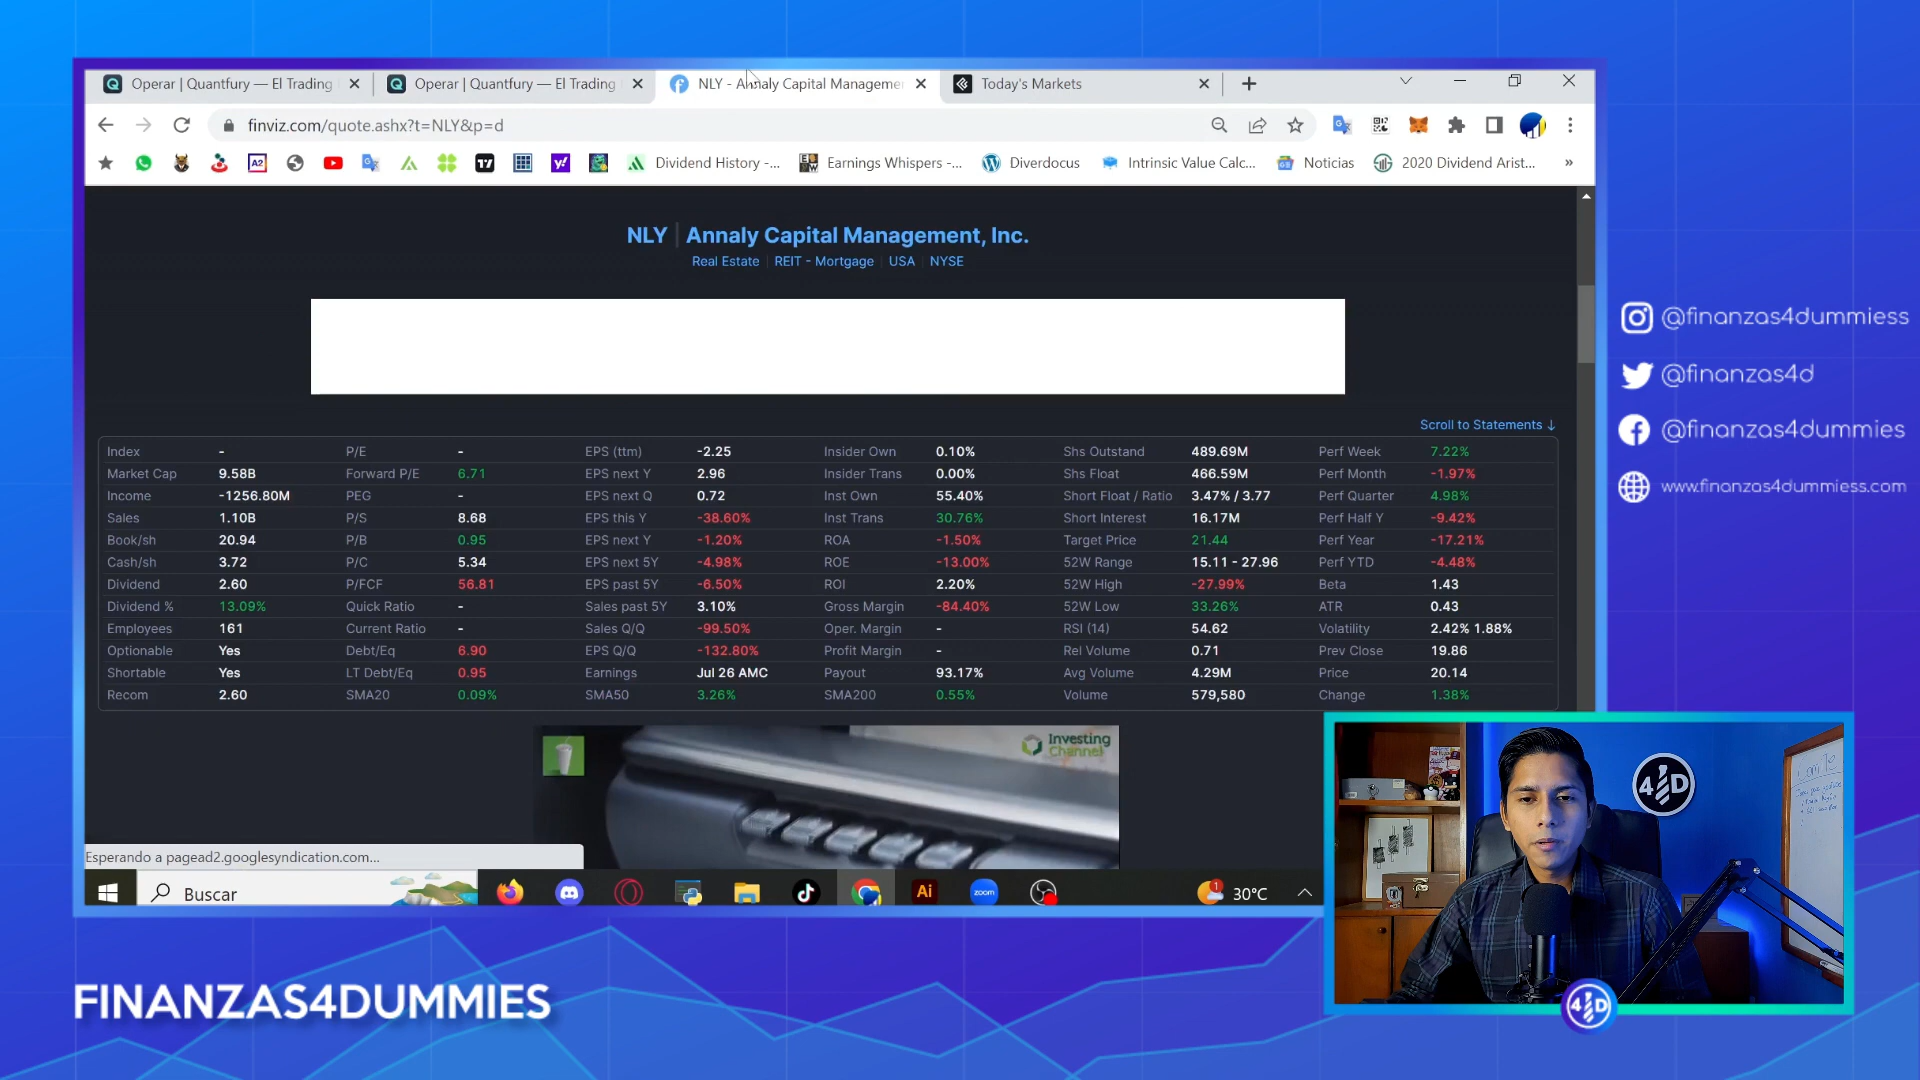 Operar | Quantfury — El Trading
Operar | Quantfury — El Trading
NLY - Annaly Capital Manageme
Today's Markets
finviz.com/quote.ashx?t=NLY&p=d
Dividend History -...
Earnings Whispers -...
Diverdocus
Intrinsic Value Calc...
Noticias
2020 Dividend Arist...
NLY | Annaly Capital Management, Inc.
Real Estate | REIT - Mortgage | USA | NYSE
Scroll to Statements ↓
Index - P/E - EPS (ttm) -2.25 Insider Own 0.10% Shs Outstand 489.69M Perf Week 7.22%
Market Cap 9.58B Forward P/E 6.71 EPS next Y 2.96 Insider Trans 0.00% Shs Float 466.59M Perf Month -1.97%
Income -1256.80M PEG - EPS next Q 0.72 Inst Own 55.40% Short Float / Ratio 3.47% / 3.77 Perf Quarter 4.98%
Sales 1.10B P/S 8.68 EPS this Y -38.60% Inst Trans 30.76% Short Interest 16.17M Perf Half Y -9.42%
Book/sh 20.94 P/B 0.95 EPS next Y -1.20% ROA -1.50% Target Price 21.44 Perf Year -17.21%
Cash/sh 3.72 P/C 5.34 EPS next 5Y -4.98% ROE -13.00% 52W Range 15.11 - 27.96 Perf YTD -4.48%
Dividend 2.60 P/FCF 56.81 EPS past 5Y -6.50% ROI 2.20% 52W High -27.99% Beta 1.43
Dividend % 13.09% Quick Ratio - Sales past 5Y 3.10% Gross Margin -84.40% 52W Low 33.26% ATR 0.43
Employees 161 Current Ratio - Sales Q/Q -99.50% Oper. Margin - RSI (14) 54.62 Volatility 2.42% 1.88%
Optionable Yes Debt/Eq 6.90 EPS Q/Q -132.80% Profit Margin - Rel Volume 0.71 Prev Close 19.86
Shortable Yes LT Debt/Eq 0.95 Earnings Jul 26 AMC Payout 93.17% Avg Volume 4.29M Price 20.14
Recom 2.60 SMA20 0.09% SMA50 3.26% SMA200 0.55% Volume 579,580 Change 1.38%
Investing
Channel
Esperando a pagead2.googlesyndication.com...
Buscar
Ai
zoom
1
30°C
@finanzas4dummiess
@finanzas4d
@finanzas4dummies
www.finanzas4dummiess.com
4D
4D
FINANZAS4DUMMIES